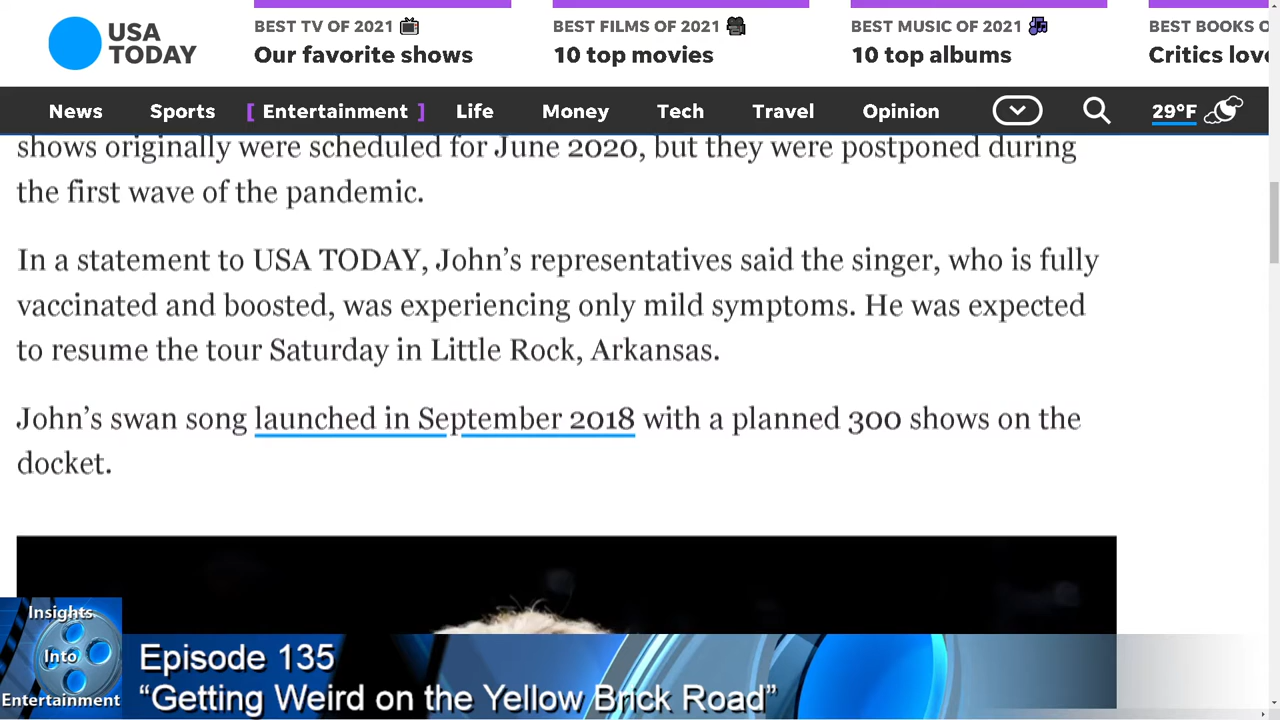 USA
TODAY
BEST TV OF 2021
Our favorite shows
BEST FILMS OF 2021
10 top movies
BEST MUSIC OF 2021
10 top albums
BEST BOOKS O
Critics love
News Sports [ Entertainment ] Life Money Tech Travel Opinion 29°F
shows originally were scheduled for June 2020, but they were postponed during
the first wave of the pandemic.
In a statement to USA TODAY, John’s representatives said the singer, who is fully
vaccinated and boosted, was experiencing only mild symptoms. He was expected
to resume the tour Saturday in Little Rock, Arkansas.
John’s swan song launched in September 2018 with a planned 300 shows on the
docket.
Insights
Into
Entertainment
Episode 135
“Getting Weird on the Yellow Brick Road”